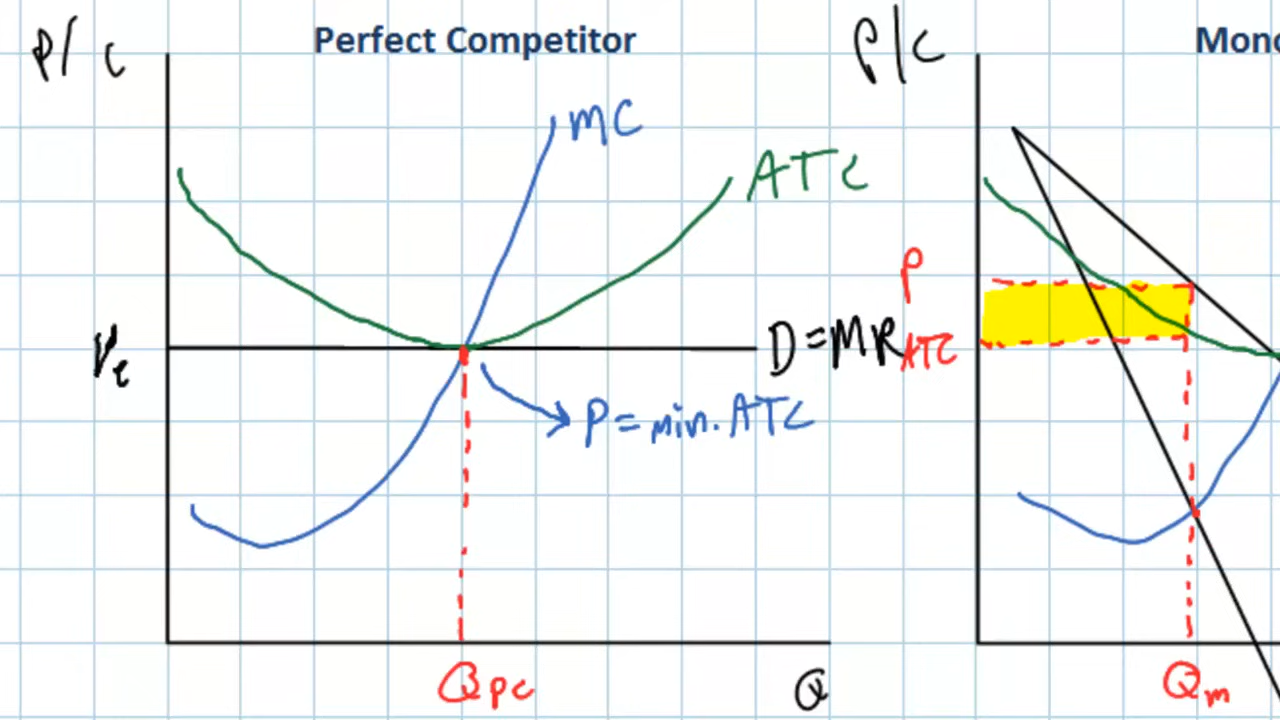 P/C
Perfect Competitor
MC
ATC
Pe
D=MR
P=min.ATC
Qpc
Q
P/C
Mono
P
ATC
Qm